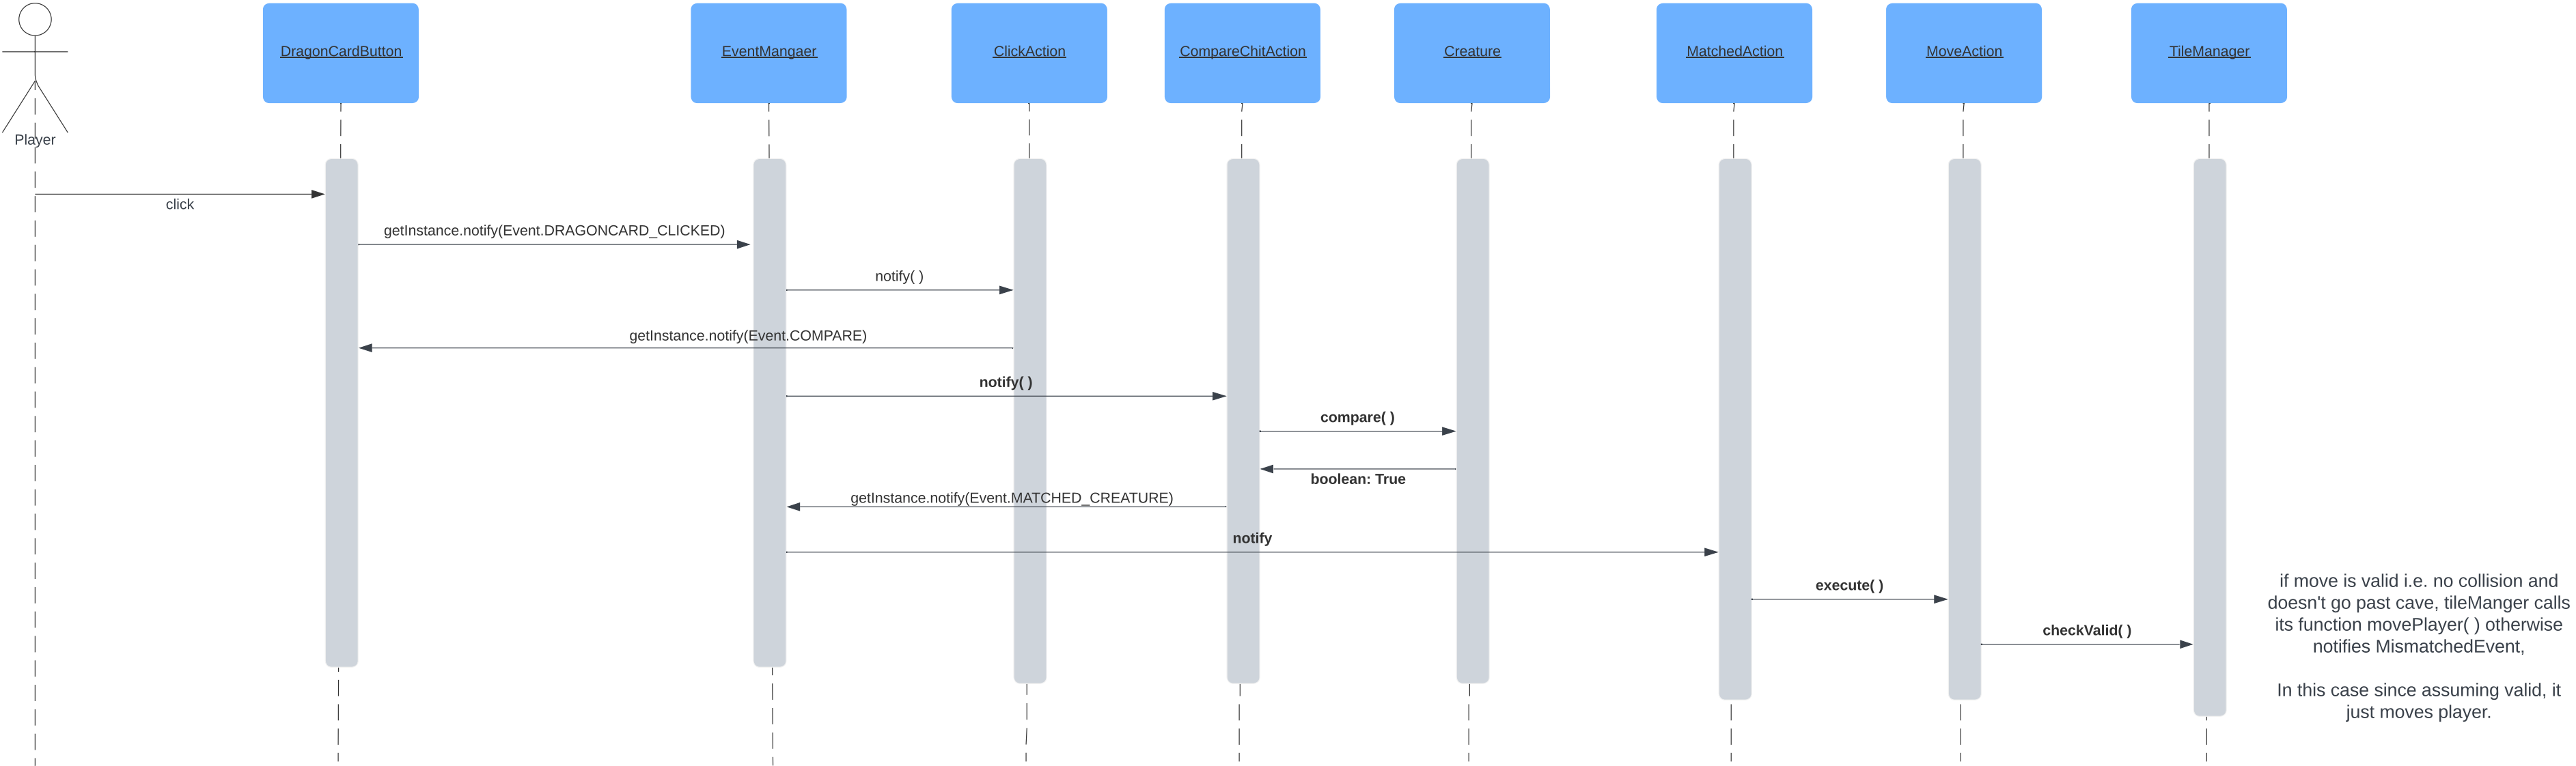 Player
DragonCardButton
EventMangaer
ClickAction
CompareChitAction
Creature
MatchedAction
MoveAction
TileManager
click
getInstance.notify(Event.DRAGONCARD_CLICKED)
notify( )
getInstance.notify(Event.COMPARE)
notify( )
compare( )
boolean: True
getInstance.notify(Event.MATCHED_CREATURE)
notify
execute( )
checkValid( )
if move is valid i.e. no collision and
doesn't go past cave, tileManger calls
its function movePlayer( ) otherwise
notifies MismatchedEvent,
In this case since assuming valid, it
just moves player.